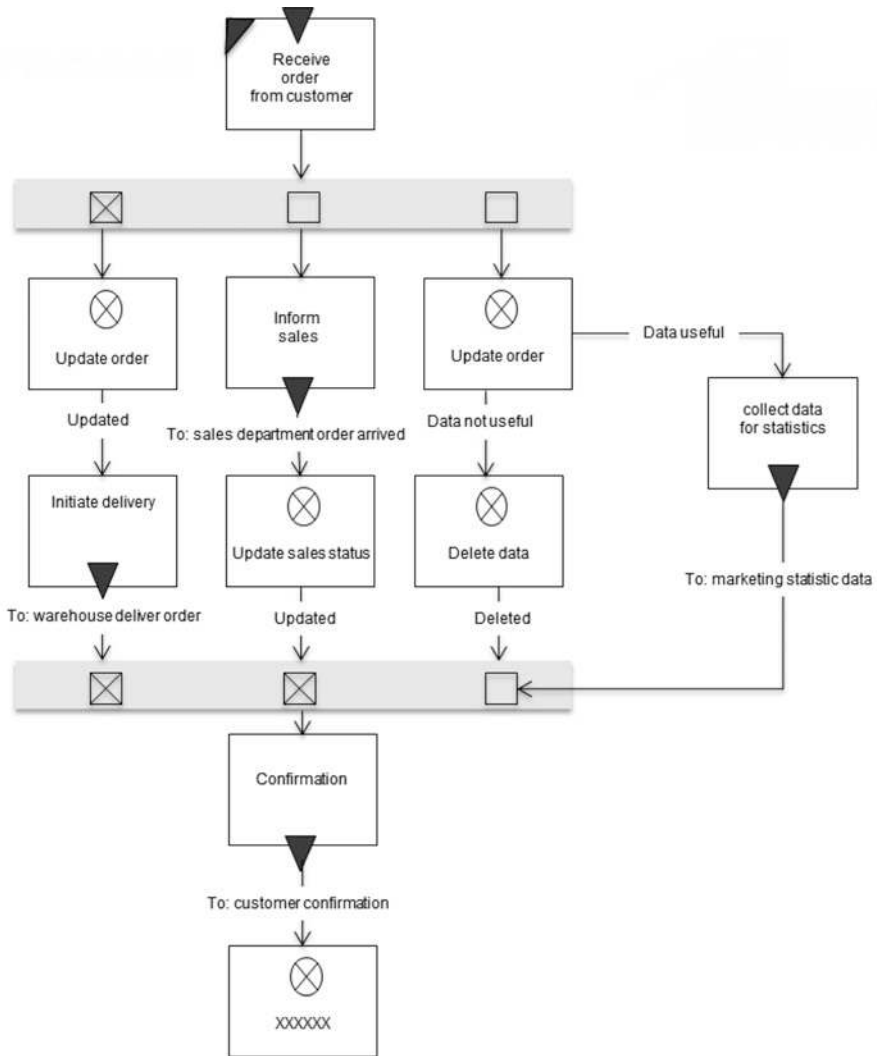 Receive
order
from customer
Update order
Inform
sales
Update order
Data useful
collect data
for statistics
Updated
To: sales department order arrived
Data not useful
Initiate delivery
Update sales status
Delete data
To: marketing statistic data
To: warehouse deliver order
Updated
Deleted
Confirmation
To: customer confirmation
XXXXXX